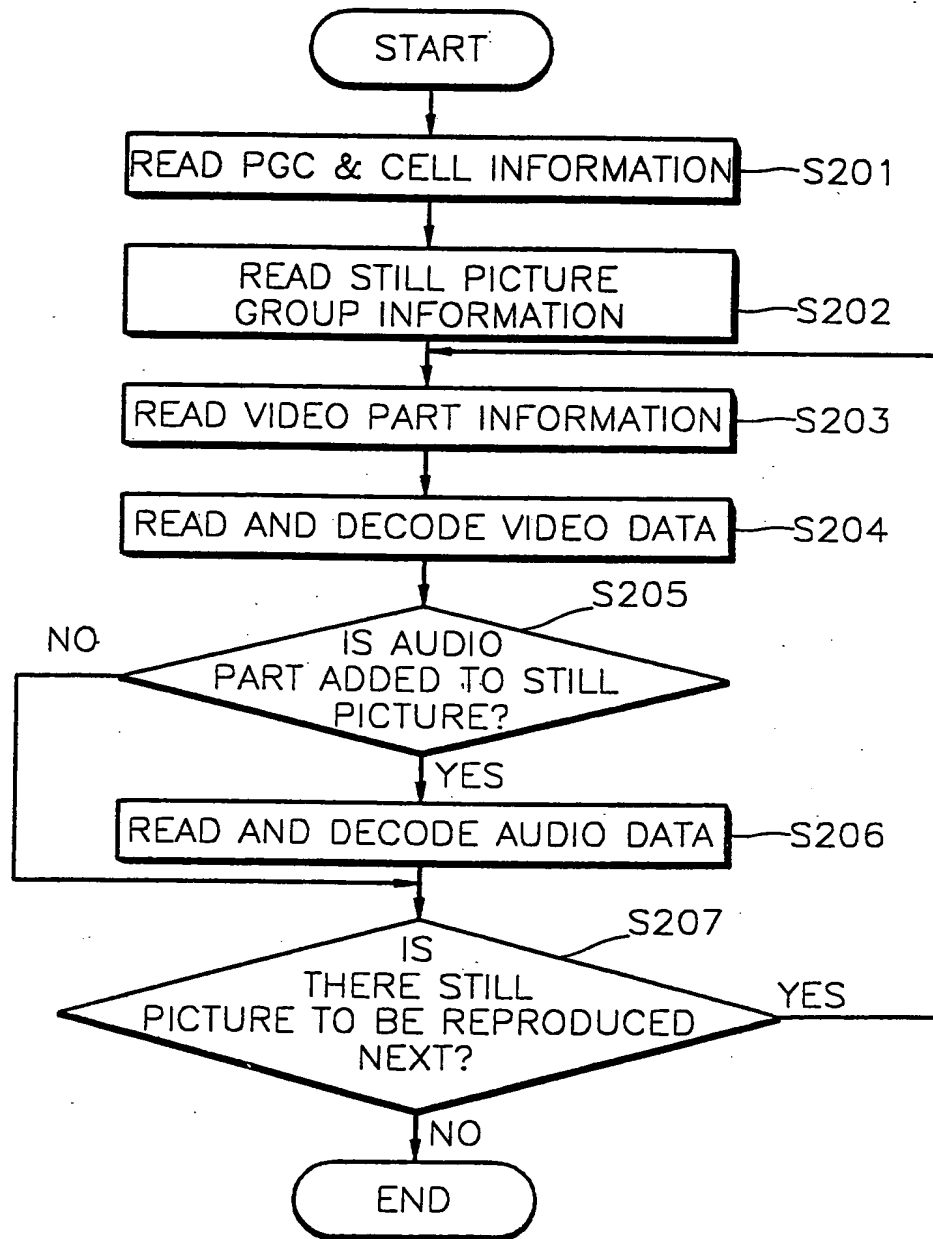 START
READ PGC & CELL INFORMATION
S201
READ STILL PICTURE
GROUP INFORMATION
S202
READ VIDEO PART INFORMATION
S203
READ AND DECODE VIDEO DATA
S204
S205
NO
IS AUDIO
PART ADDED TO STILL
PICTURE?
YES
READ AND DECODE AUDIO DATA
S206
S207
IS
THERE STILL
PICTURE TO BE REPRODUCED
NEXT?
YES
NO
END